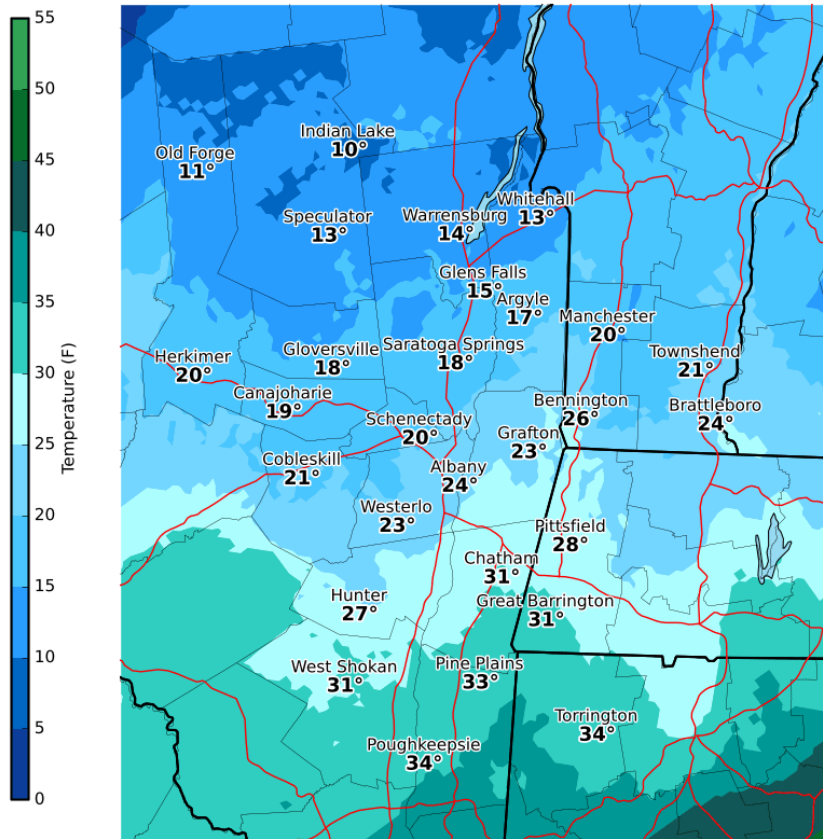 55
50
45
40
35
30
25
20
15
10
5
0
Temperature (F)
Indian Lake
10°
Old Forge
11°
Whitehall
13°
Speculator
13°
Warrensburg
14°
Glens Falls
15°
Argyle
17°
Manchester
20°
Saratoga Springs
18°
Gloversville
18°
Herkimer
20°
Townshend
21°
Canajoharie
19°
Bennington
26°
Brattleboro
24°
Schenectady
20°
Grafton
23°
Cobleskill
21°
Albany
24°
Westerlo
23°
Pittsfield
28°
Chatham
31°
Hunter
27°
Great Barrington
31°
West Shokan
31°
Pine Plains
33°
Torrington
34°
Poughkeepsie
34°